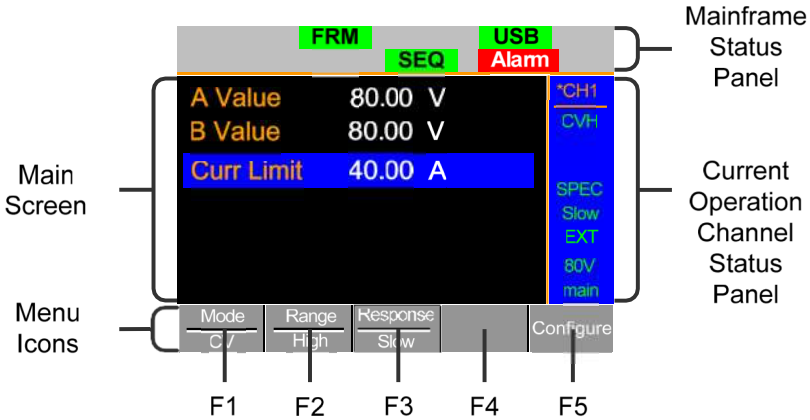 Mainframe
Status
Panel
FRM USB
SEQ Alarm
Main
Screen
A Value 80.00 V
B Value 80.00 V
Curr Limit 40.00 A
*CH1
CVH
SPEC
Slow
EXT
80V
main
Current
Operation
Channel
Status
Panel
Menu
Icons
Mode Range Response
CV High Slow Configure
F1 F2 F3 F4 F5